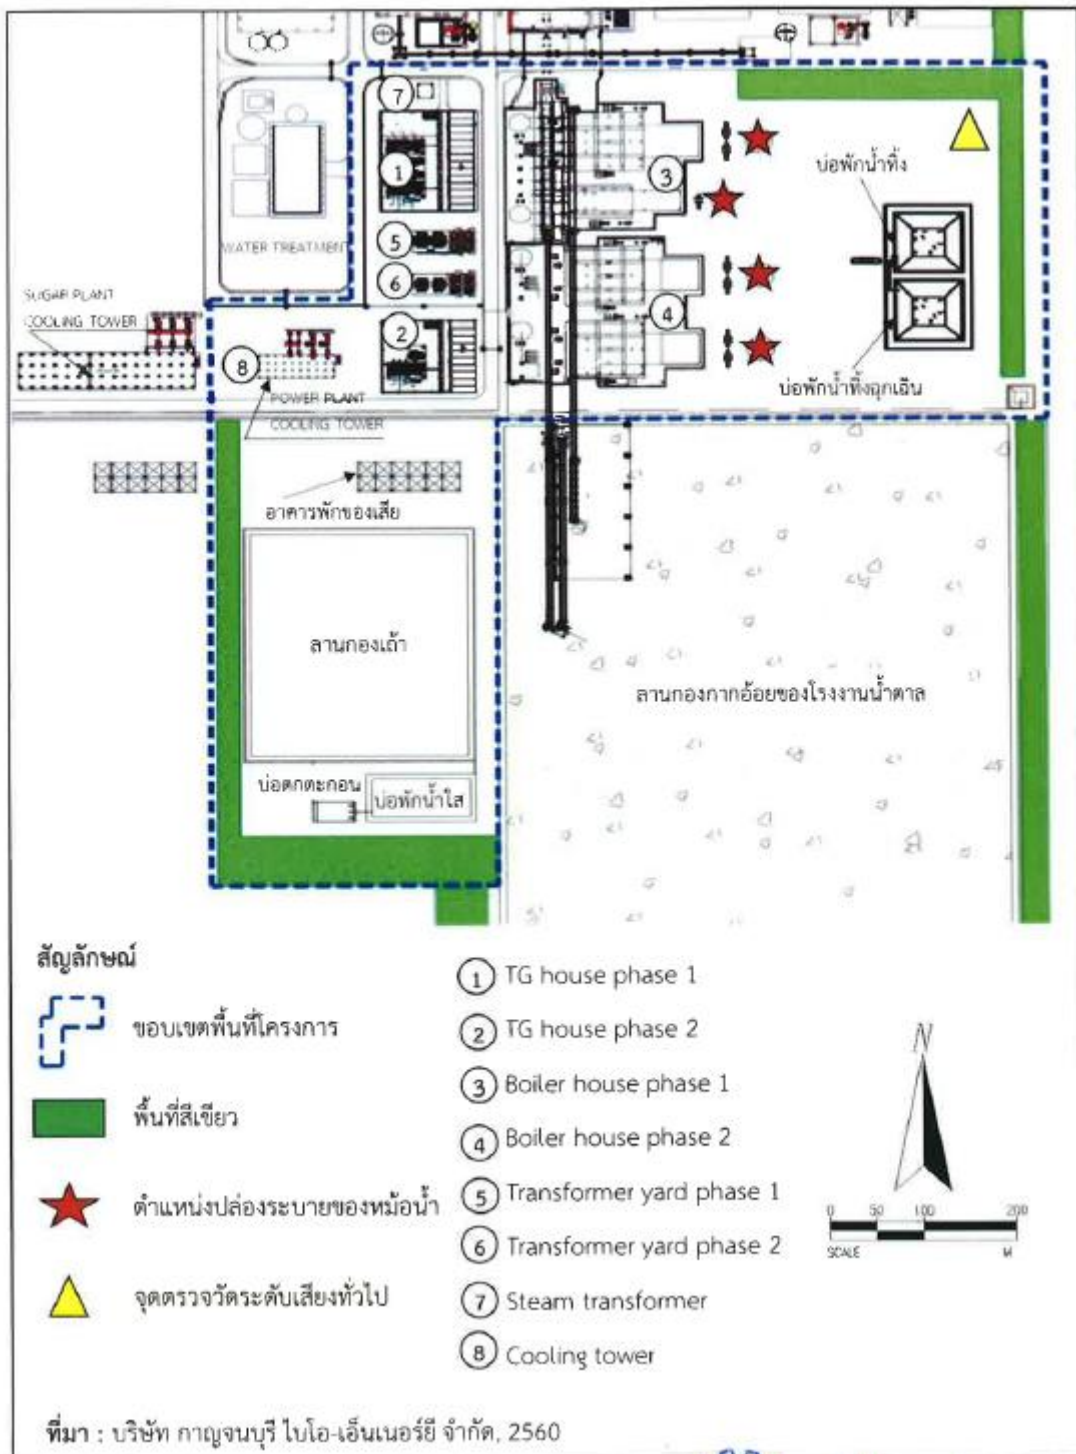 7
1
3
บ่อพักน้ำทิ้ง
WATER TREATMENT
5
6
SUGAR PLANT
COOLING TOWER
2
4
8
บ่อพักน้ำทิ้งฉุกเฉิน
POWER PLANT
COOLING TOWER
อาคารพักของเสีย
ลานกองเถ้า
ลานกองกากอ้อยของโรงงานน้ำตาล
บ่อตกตะกอน
บ่อพักน้ำใส
สัญลักษณ์
ขอบเขตพื้นที่โครงการ
พื้นที่สีเขียว
ตำแหน่งปล่องระบายของหม้อน้ำ
จุดตรวจวัดระดับเสียงทั่วไป
1 TG house phase 1
2 TG house phase 2
3 Boiler house phase 1
4 Boiler house phase 2
5 Transformer yard phase 1
6 Transformer yard phase 2
7 Steam transformer
8 Cooling tower
N
0 50 100 200
SCALE M
ที่มา : บริษัท กาญจนบุรี ไบโอ-เอ็นเนอร์ยี จำกัด, 2560